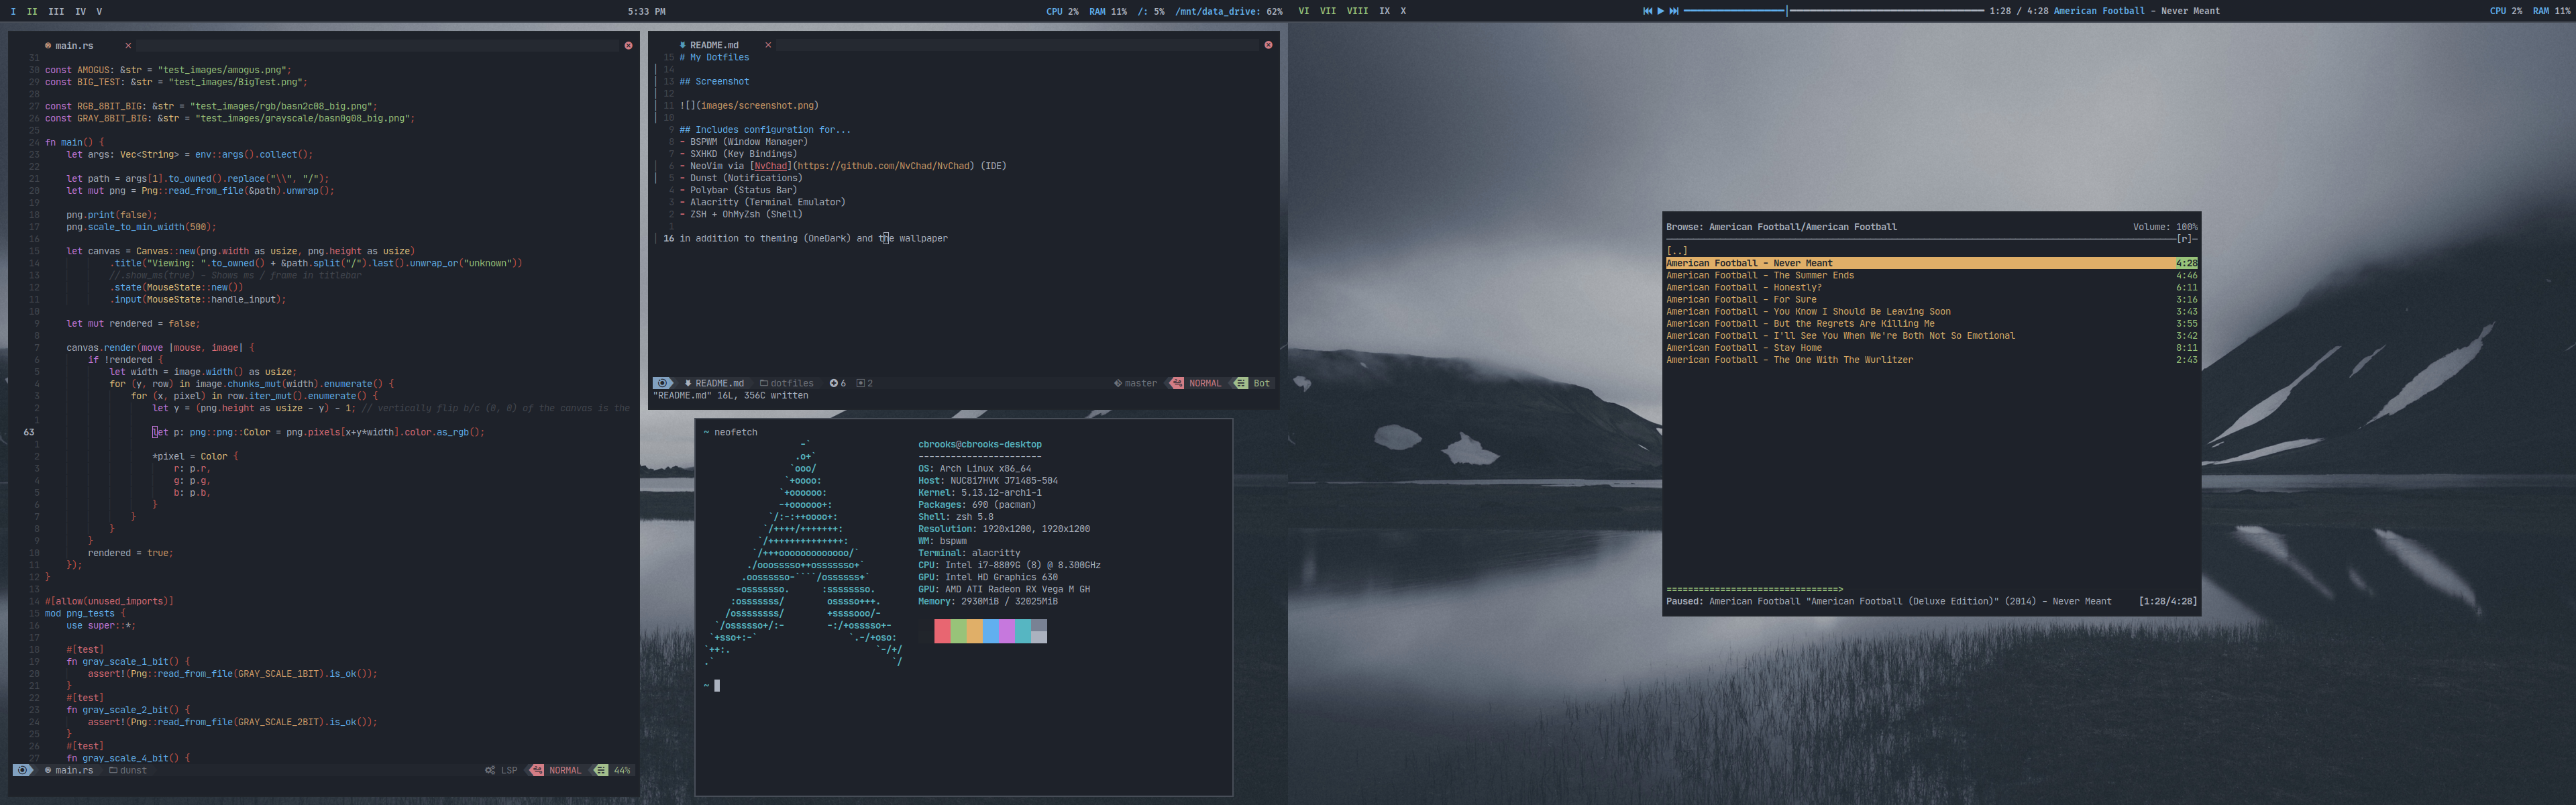 I II III IV V
5:33 PM
CPU 2% RAM 11% /: 5% /mnt/data_drive: 62%
VI VII VIII IX X
1:28 / 4:28 American Football - Never Meant
CPU 2% RAM 11%
main.rs
31
30 const AMOGUS: &str = "test_images/amogus.png";
29 const BIG_TEST: &str = "test_images/BigTest.png";
28
27 const RGB_8BIT_BIG: &str = "test_images/rgb/basn2c08_big.png";
26 const GRAY_8BIT_BIG: &str = "test_images/grayscale/basn0g08_big.png";
25
24 fn main() {
23 let args: Vec<String> = env::args().collect();
22
21 let path = args[1].to_owned().replace("\\", "/");
20 let mut png = Png::read_from_file(&path).unwrap();
19
18 png.print(false);
17 png.scale_to_min_width(500);
16
15 let canvas = Canvas::new(png.width as usize, png.height as usize)
14 .title("Viewing: ".to_owned() + &path.split("/").last().unwrap_or("unknown"))
13 //.show_ms(true) - Shows ms / frame in titlebar
12 .state(MouseState::new())
11 .input(MouseState::handle_input);
10
9 let mut rendered = false;
8
7 canvas.render(move |mouse, image| {
6 if !rendered {
5 let width = image.width() as usize;
4 for (y, row) in image.chunks_mut(width).enumerate() {
3 for (x, pixel) in row.iter_mut().enumerate() {
2 let y = (png.height as usize - y) - 1; // vertically flip b/c (0, 0) of the canvas is the
1
63 let p: png::png::Color = png.pixels[x+y*width].color.as_rgb();
1
2 *pixel = Color {
3 r: p.r,
4 g: p.g,
5 b: p.b,
6 }
7 }
8 }
9 }
10 rendered = true;
11 });
12 }
13
14 #[allow(unused_imports)]
15 mod png_tests {
16 use super::*;
17
18 #[test]
19 fn gray_scale_1_bit() {
20 assert!(Png::read_from_file(GRAY_SCALE_1BIT).is_ok());
21 }
22 #[test]
23 fn gray_scale_2_bit() {
24 assert!(Png::read_from_file(GRAY_SCALE_2BIT).is_ok());
25 }
26 #[test]
27 fn gray_scale_4_bit() {
main.rs dunst LSP NORMAL 44%
README.md
15 # My Dotfiles
14
13 ## Screenshot
12
11 ![](images/screenshot.png)
10
9 ## Includes configuration for...
8 - BSPWM (Window Manager)
7 - SXHKD (Key Bindings)
6 - NeoVim via [NvChad](https://github.com/NvChad/NvChad) (IDE)
5 - Dunst (Notifications)
4 - Polybar (Status Bar)
3 - Alacritty (Terminal Emulator)
2 - ZSH + OhMyZsh (Shell)
1
16 in addition to theming (OneDark) and the wallpaper
README.md dotfiles 6 2 master NORMAL Bot
"README.md" 16L, 356C written
~ neofetch
cbrooks@cbrooks-desktop
-----------------------
OS: Arch Linux x86_64
Host: NUC8i7HVK J71485-504
Kernel: 5.13.12-arch1-1
Packages: 690 (pacman)
Shell: zsh 5.8
Resolution: 1920x1200, 1920x1200
WM: bspwm
Terminal: alacritty
CPU: Intel i7-8809G (8) @ 8.300GHz
GPU: Intel HD Graphics 630
GPU: AMD ATI Radeon RX Vega M GH
Memory: 2930MiB / 32025MiB
~
Browse: American Football/American Football Volume: 100%
[r]
[..]
American Football - Never Meant 4:28
American Football - The Summer Ends 4:46
American Football - Honestly? 6:11
American Football - For Sure 3:16
American Football - You Know I Should Be Leaving Soon 3:43
American Football - But the Regrets Are Killing Me 3:55
American Football - I'll See You When We're Both Not So Emotional 3:42
American Football - Stay Home 8:11
American Football - The One With The Wurlitzer 2:43
Paused: American Football "American Football (Deluxe Edition)" (2014) - Never Meant [1:28/4:28]